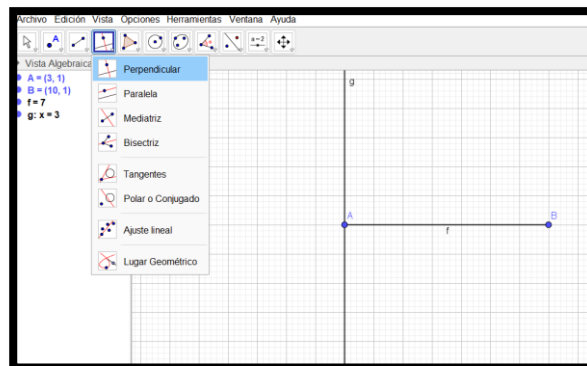 Archivo Edición Vista Opciones Herramientas Ventana Ayuda
A
a=2
Vista Algebraica
A = (3, 1)
B = (10, 1)
f = 7
g: x = 3
Perpendicular
Paralela
Mediatriz
Bisectriz
Tangentes
Polar o Conjugado
Ajuste lineal
Lugar Geométrico
g
A
B
f